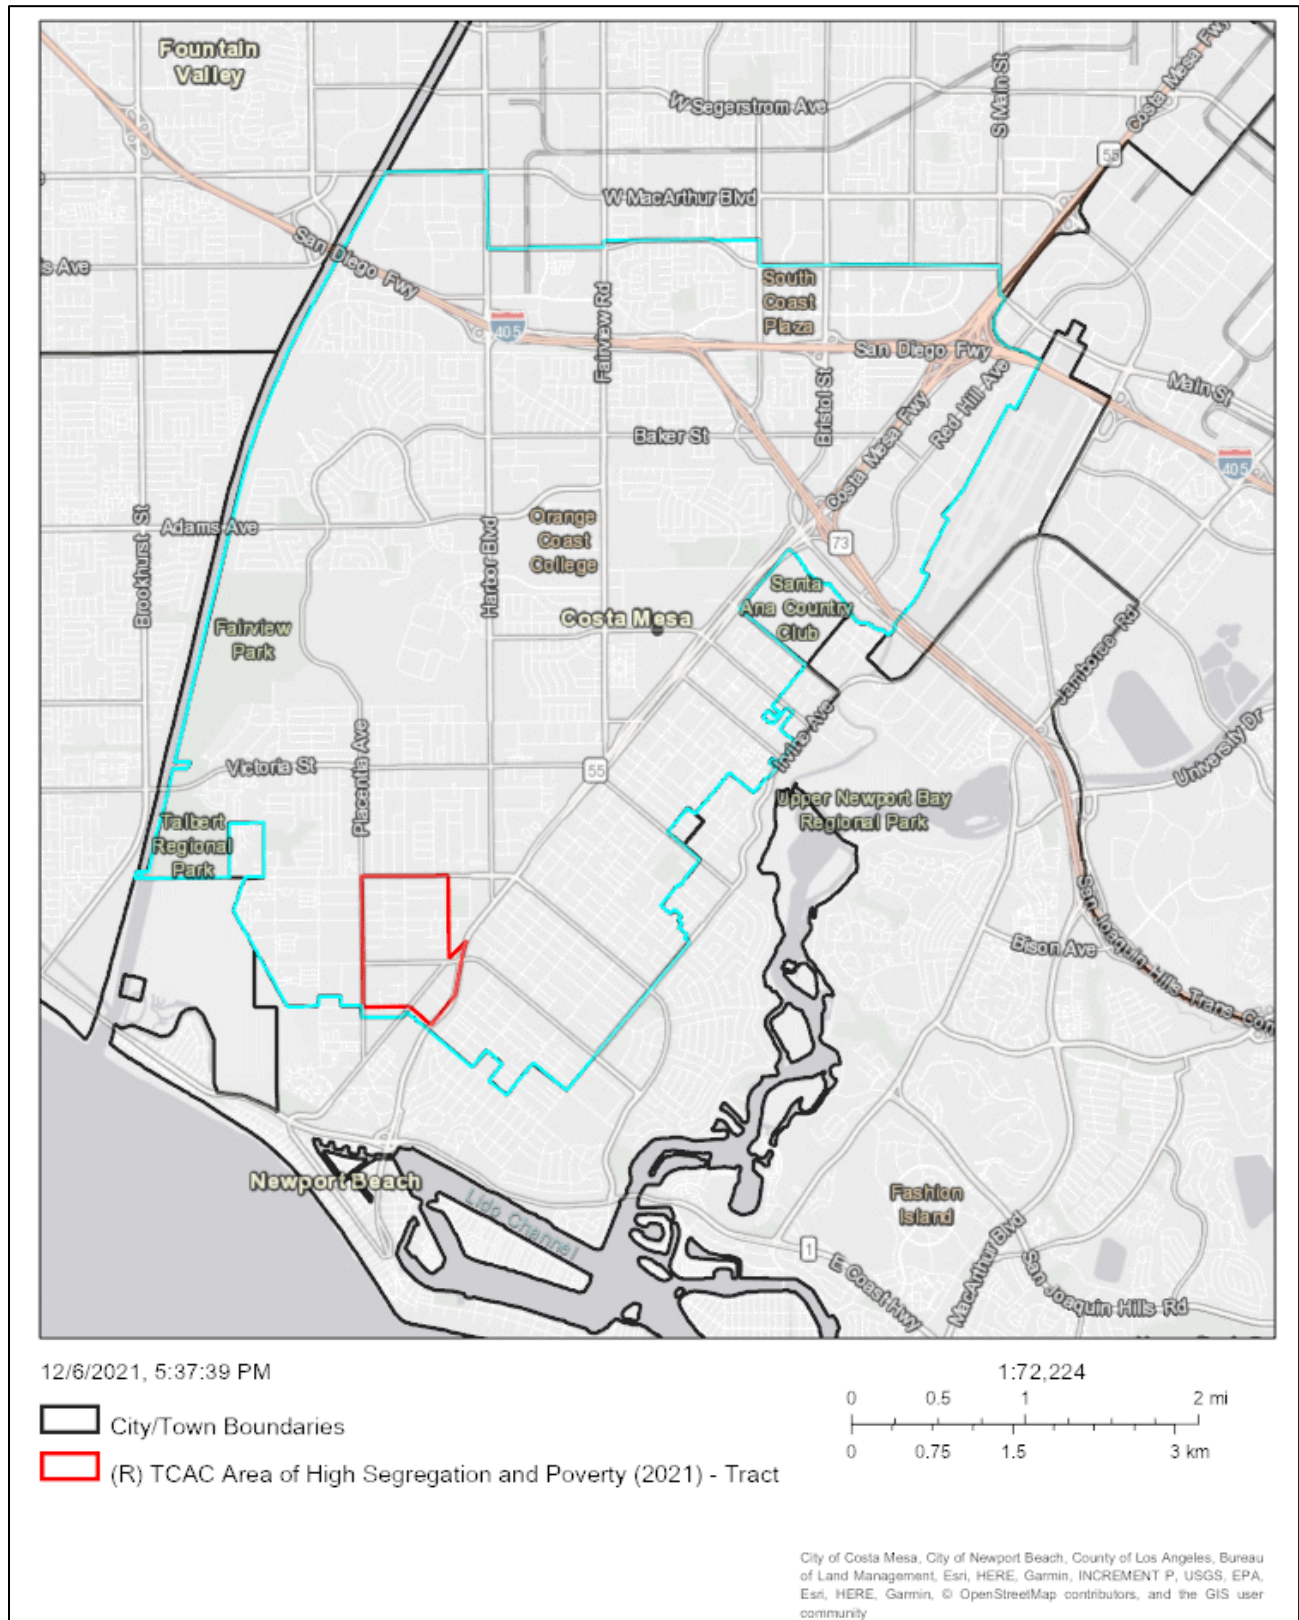 Fountain
Valley
W Segerstrom Ave
S Main St
Costa Mesa Fwy
55
W MacArthur Blvd
San Diego Fwy
s Ave
South
Coast
Plaza
405
Fairview Rd
San Diego Fwy
Main St
Bristol St
Red Hill Ave
Costa Mesa Fwy
Baker St
405
Brookhurst St
Adams Ave
Harbor Blvd
Orange
Coast
College
73
Santa
Ana Country
Club
Costa Mesa
Fairview
Park
Jamboree Rd
University Dr
Irvine Ave
Placentia Ave
Victoria St
55
Upper Newport Bay
Regional Park
Talbert
Regional
Park
Bison Ave
San Joaquin Hills Trans Corr
Newport Beach
Lido Channel
Fashion
Island
1
E Coast Hwy
MacArthur Blvd
San Joaquin Hills Rd
12/6/2021, 5:37:39 PM
1:72,224
0 0.5 1 2 mi
0 0.75 1.5 3 km
City/Town Boundaries
(R) TCAC Area of High Segregation and Poverty (2021) - Tract
City of Costa Mesa, City of Newport Beach, County of Los Angeles, Bureau
of Land Management, Esri, HERE, Garmin, INCREMENT P, USGS, EPA,
Esri, HERE, Garmin, © OpenStreetMap contributors, and the GIS user
community